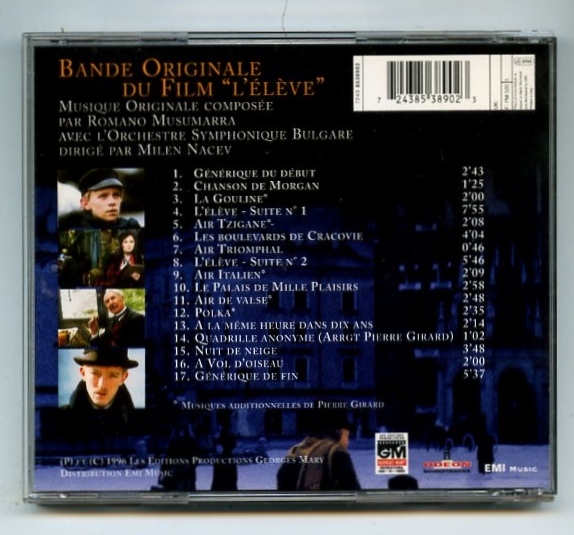 BANDE ORIGINALE
DU FILM "L'ÉLÈVE"
MUSIQUE ORIGINALE COMPOSÉE
PAR ROMANO MUSUMARRA
AVEC L'ORCHESTRE SYMPHONIQUE BULGARE
DIRIGÉ PAR MILEN NACEV
7243 8538902
7 24385 38902 3
1. GÉNÉRIQUE DU DÉBUT 2'43
2. CHANSON DE MORGAN 1'25
3. LA GOULINE* 2'00
4. L'ÉLÈVE - SUITE N° 1 7'55
5. AIR TZIGANE*- 2'08
6. LES BOULEVARDS DE CRACOVIE 4'04
7. AIR TRIOMPHAL 0'46
8. L'ÉLÈVE - SUITE N° 2 5'46
9. AIR ITALIEN* 2'09
10. LE PALAIS DE MILLE PLAISIRS 2'58
11. AIR DE VALSE* 2'48
12. POLKA* 2'35
13. A LA MÊME HEURE DANS DIX ANS 2'14
14. QUADRILLE ANONYME (ARRGT PIERRE GIRARD) 1'02
15. NUIT DE NEIGE 3'48
16. A VOL D'OISEAU 2'00
17. GÉNÉRIQUE DE FIN 5'37
* MUSIQUES ADDITIONNELLES DE PIERRE GIRARD
(P) ET (C) 1996 LES ÉDITIONS PRODUCTIONS GEORGES MARY
DISTRIBUTION EMI MUSIC
GM
ODEON
SOUNDTRACKS
EMI MUSIC